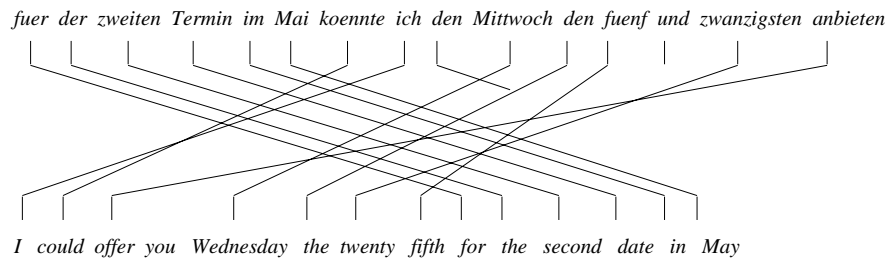 fuer der zweiten Termin im Mai koennte ich den Mittwoch den fuenf und zwanzigsten anbieten
I could offer you Wednesday the twenty fifth for the second date in May